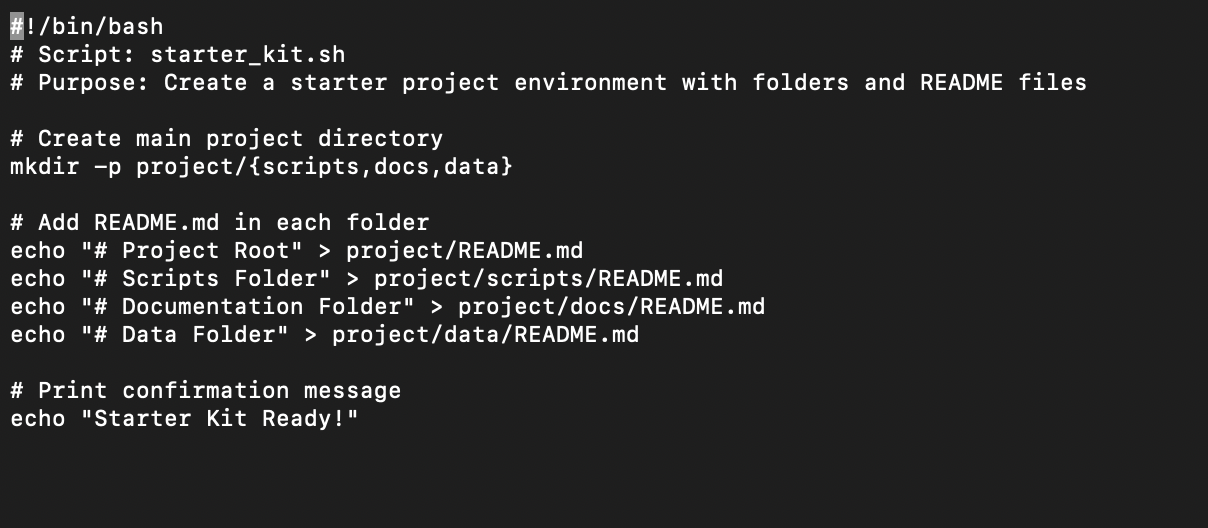 #!/bin/bash
# Script: starter_kit.sh
# Purpose: Create a starter project environment with folders and README files
# Create main project directory
mkdir -p project/{scripts,docs,data}
# Add README.md in each folder
echo "# Project Root" > project/README.md
echo "# Scripts Folder" > project/scripts/README.md
echo "# Documentation Folder" > project/docs/README.md
echo "# Data Folder" > project/data/README.md
# Print confirmation message
echo "Starter Kit Ready!"